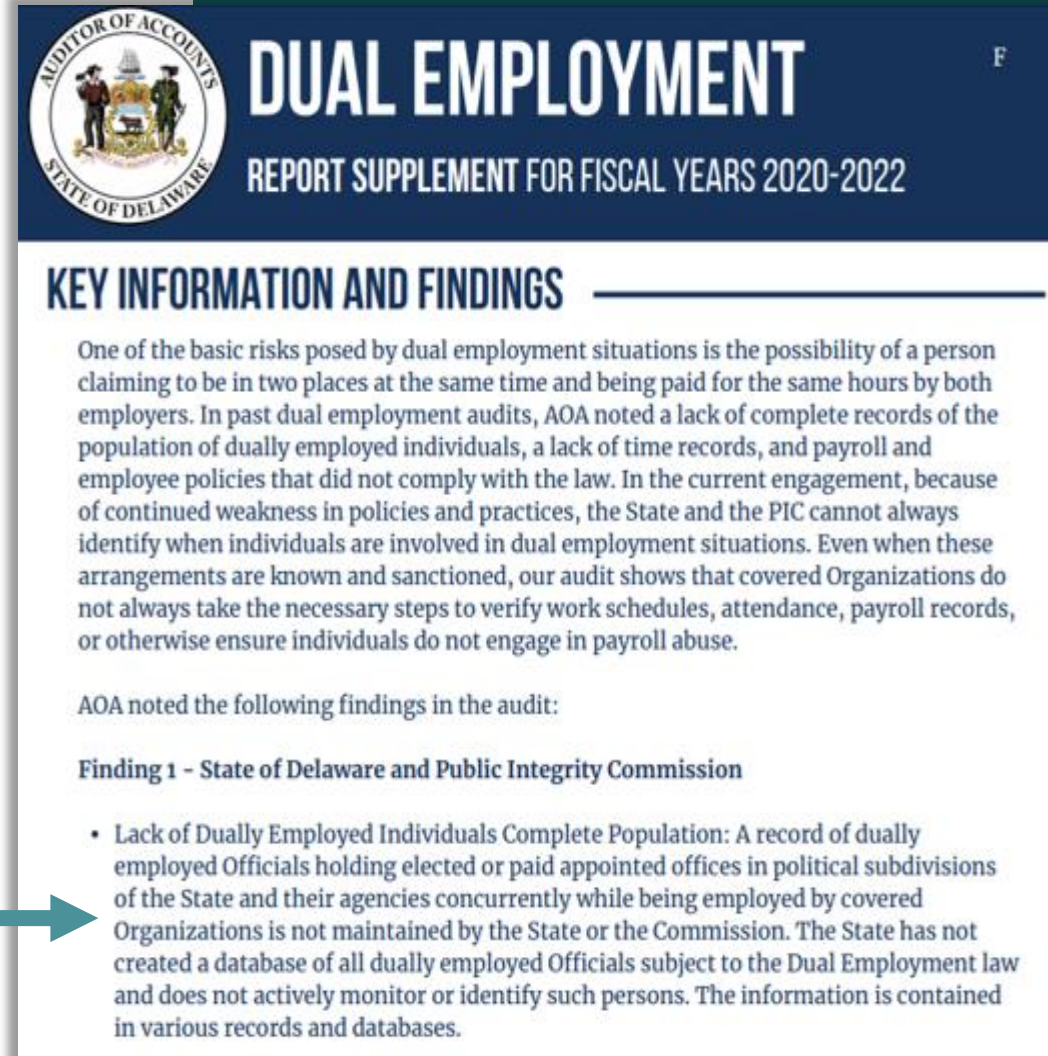 AUDITOR OF ACCOUNTS
STATE OF DELAWARE
DUAL EMPLOYMENT
F
REPORT SUPPLEMENT FOR FISCAL YEARS 2020-2022
KEY INFORMATION AND FINDINGS
One of the basic risks posed by dual employment situations is the possibility of a person
claiming to be in two places at the same time and being paid for the same hours by both
employers. In past dual employment audits, AOA noted a lack of complete records of the
population of dually employed individuals, a lack of time records, and payroll and
employee policies that did not comply with the law. In the current engagement, because
of continued weakness in policies and practices, the State and the PIC cannot always
identify when individuals are involved in dual employment situations. Even when these
arrangements are known and sanctioned, our audit shows that covered Organizations do
not always take the necessary steps to verify work schedules, attendance, payroll records,
or otherwise ensure individuals do not engage in payroll abuse.
AOA noted the following findings in the audit:
Finding 1 - State of Delaware and Public Integrity Commission
• Lack of Dually Employed Individuals Complete Population: A record of dually
employed Officials holding elected or paid appointed offices in political subdivisions
of the State and their agencies concurrently while being employed by covered
Organizations is not maintained by the State or the Commission. The State has not
created a database of all dually employed Officials subject to the Dual Employment law
and does not actively monitor or identify such persons. The information is contained
in various records and databases.